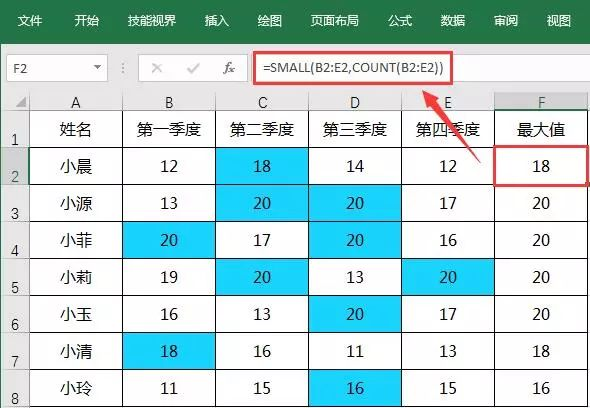 文件 开始 技能视界 插入 绘图 页面布局 公式 数据 审阅 视图
F2 fx =SMALL(B2:E2,COUNT(B2:E2))
A B C D E F
1 姓名 第一季度 第二季度 第三季度 第四季度 最大值
2 小晨 12 18 14 12 18
3 小源 13 20 20 17 20
4 小菲 20 17 20 16 20
5 小莉 19 20 13 20 20
6 小玉 16 13 20 16 20
7 小清 18 16 11 13 18
8 小玲 11 15 16 15 16